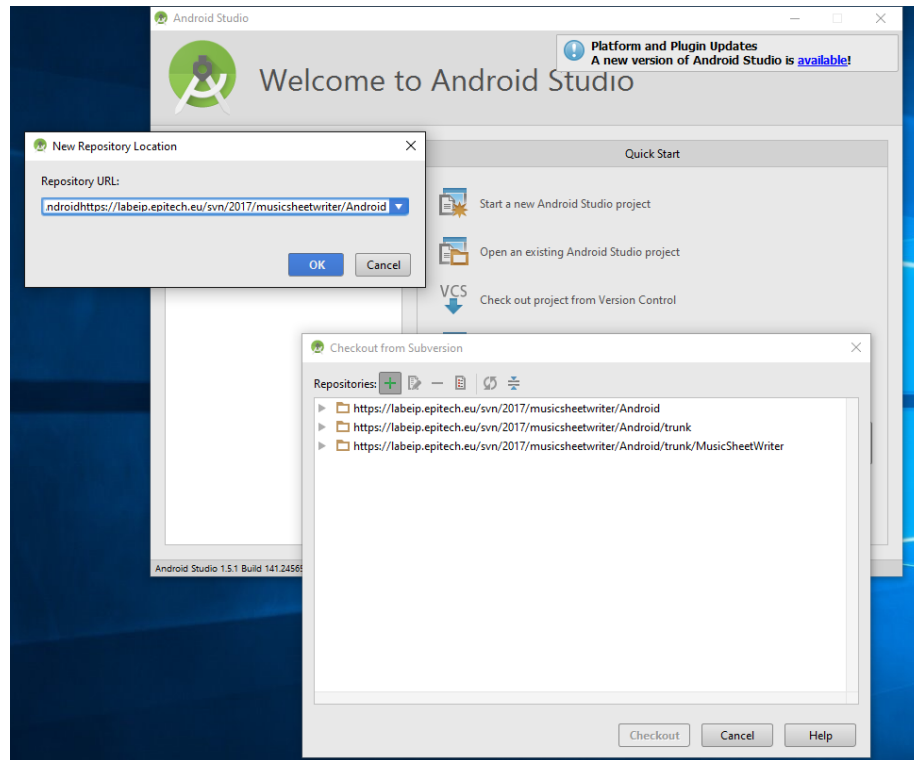 Android Studio
Platform and Plugin Updates
A new version of Android Studio is available!
Welcome to Android Studio
New Repository Location
Repository URL:
.ndroidhttps://labeip.epitech.eu/svn/2017/musicsheetwriter/Android
OK
Cancel
Quick Start
Start a new Android Studio project
Open an existing Android Studio project
VCS
Check out project from Version Control
Checkout from Subversion
Repositories:
https://labeip.epitech.eu/svn/2017/musicsheetwriter/Android
https://labeip.epitech.eu/svn/2017/musicsheetwriter/Android/trunk
https://labeip.epitech.eu/svn/2017/musicsheetwriter/Android/trunk/MusicSheetWriter
Android Studio 1.5.1 Build 141.2456
Checkout
Cancel
Help